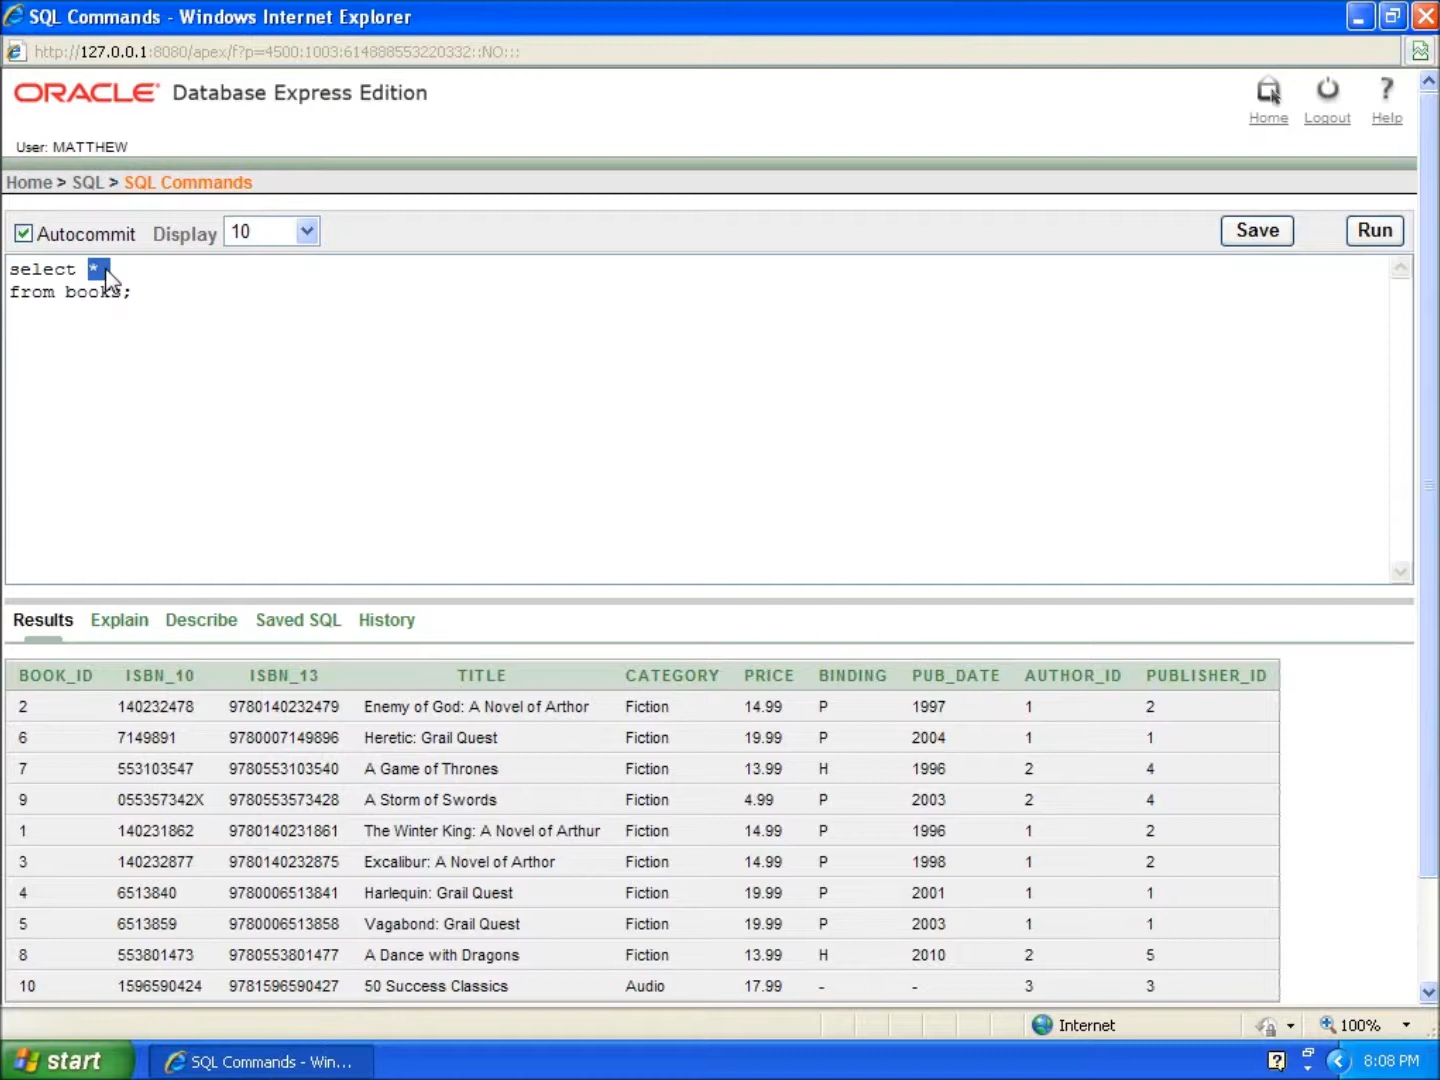 SQL Commands - Windows Internet Explorer
http://127.0.0.1:8080/apex/f?p=4500:1003:614888553220332::NO:::
ORACLE Database Express Edition
Home Logout Help
User: MATTHEW
Home > SQL > SQL Commands
Autocommit Display 10 Save Run
select *
from books;
Results Explain Describe Saved SQL History
BOOK_ID ISBN_10 ISBN_13 TITLE CATEGORY PRICE BINDING PUB_DATE AUTHOR_ID PUBLISHER_ID
2 140232478 9780140232479 Enemy of God: A Novel of Arthor Fiction 14.99 P 1997 1 2
6 7149891 9780007149896 Heretic: Grail Quest Fiction 19.99 P 2004 1 1
7 553103547 9780553103540 A Game of Thrones Fiction 13.99 H 1996 2 4
9 055357342X 9780553573428 A Storm of Swords Fiction 4.99 P 2003 2 4
1 140231862 9780140231861 The Winter King: A Novel of Arthur Fiction 14.99 P 1996 1 2
3 140232877 9780140232875 Excalibur: A Novel of Arthor Fiction 14.99 P 1998 1 2
4 6513840 9780006513841 Harlequin: Grail Quest Fiction 19.99 P 2001 1 1
5 6513859 9780006513858 Vagabond: Grail Quest Fiction 19.99 P 2003 1 1
8 553801473 9780553801477 A Dance with Dragons Fiction 13.99 H 2010 2 5
10 1596590424 9781596590427 50 Success Classics Audio 17.99 - - 3 3
Internet 100%
start SQL Commands - Win... 8:08 PM